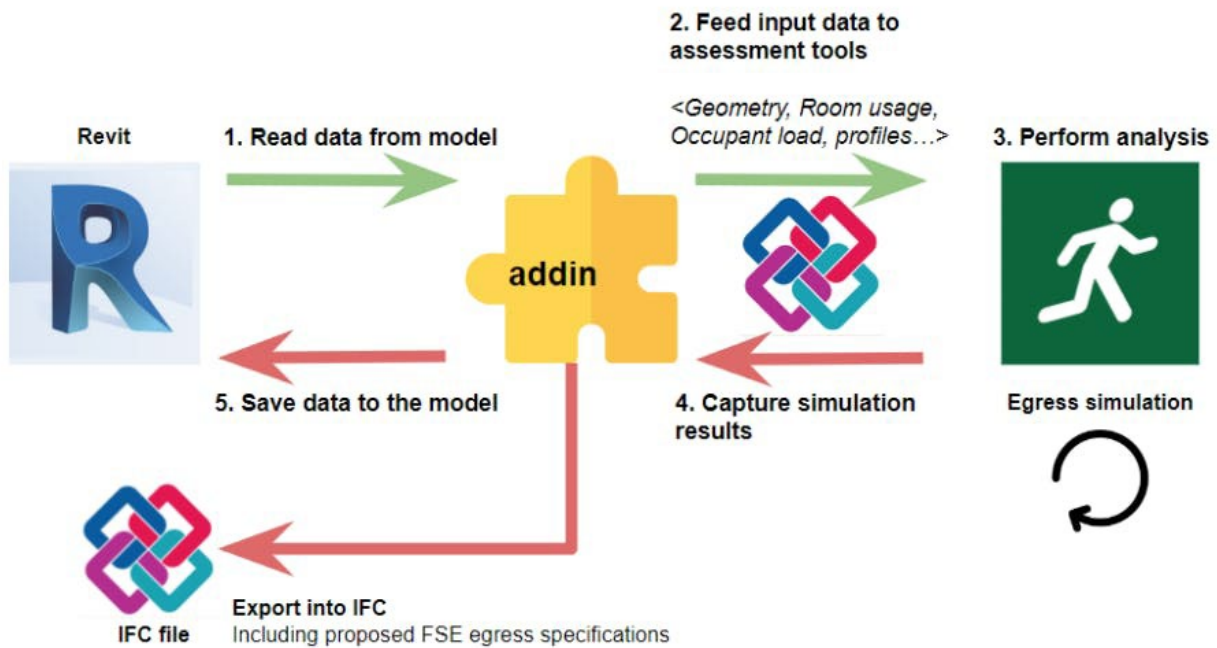 2. Feed input data to
assessment tools
<Geometry, Room usage,
Occupant load, profiles…>
Revit
1. Read data from model
3. Perform analysis
addin
5. Save data to the model
4. Capture simulation
results
Egress simulation
Export into IFC
Including proposed FSE egress specifications
IFC file